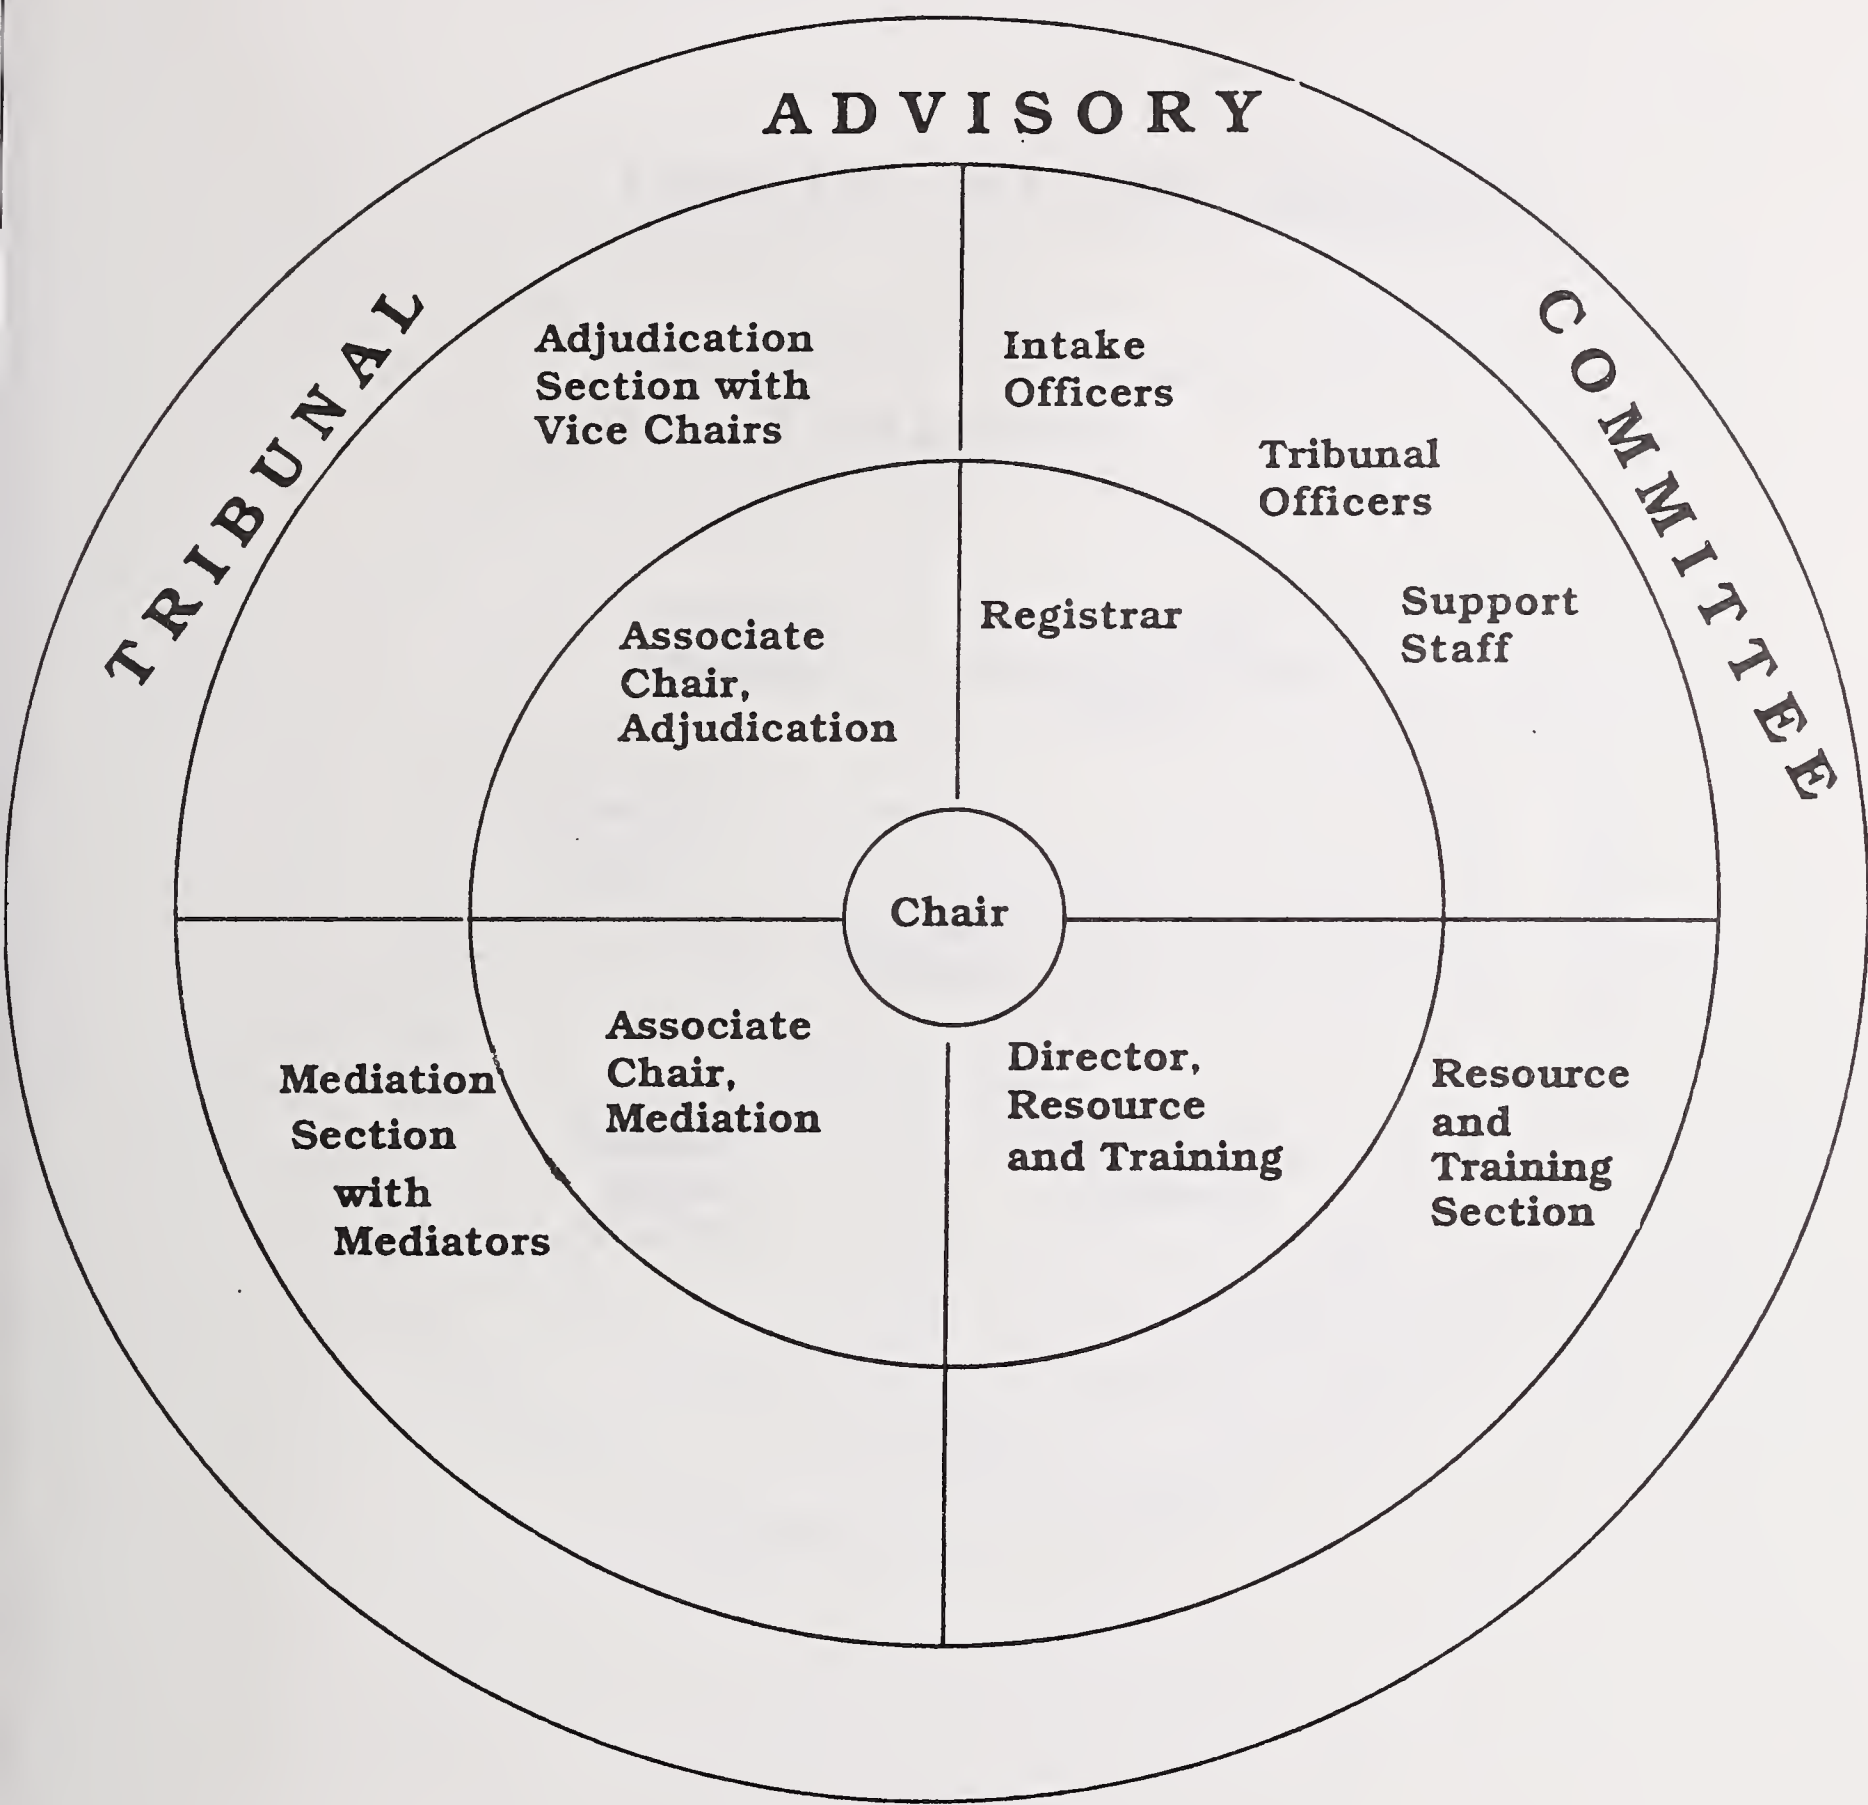 TRIBUNAL
ADVISORY
COMMITTEE
Adjudication
Section with
Vice Chairs
Intake
Officers
Tribunal
Officers
Support
Staff
Associate
Chair,
Adjudication
Registrar
Chair
Mediation
Section
with
Mediators
Associate
Chair,
Mediation
Director,
Resource
and Training
Resource
and
Training
Section